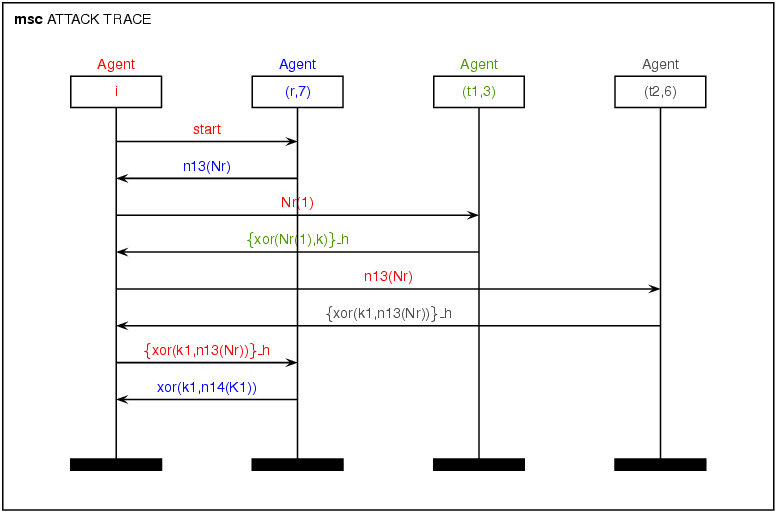 msc ATTACK TRACE
Agent Agent Agent Agent
i (r,7) (t1,3) (t2,6)
start
n13(Nr)
Nr(1)
{xor(Nr(1),k)}_h
n13(Nr)
{xor(k1,n13(Nr))}_h
{xor(k1,n13(Nr))}_h
xor(k1,n14(K1))